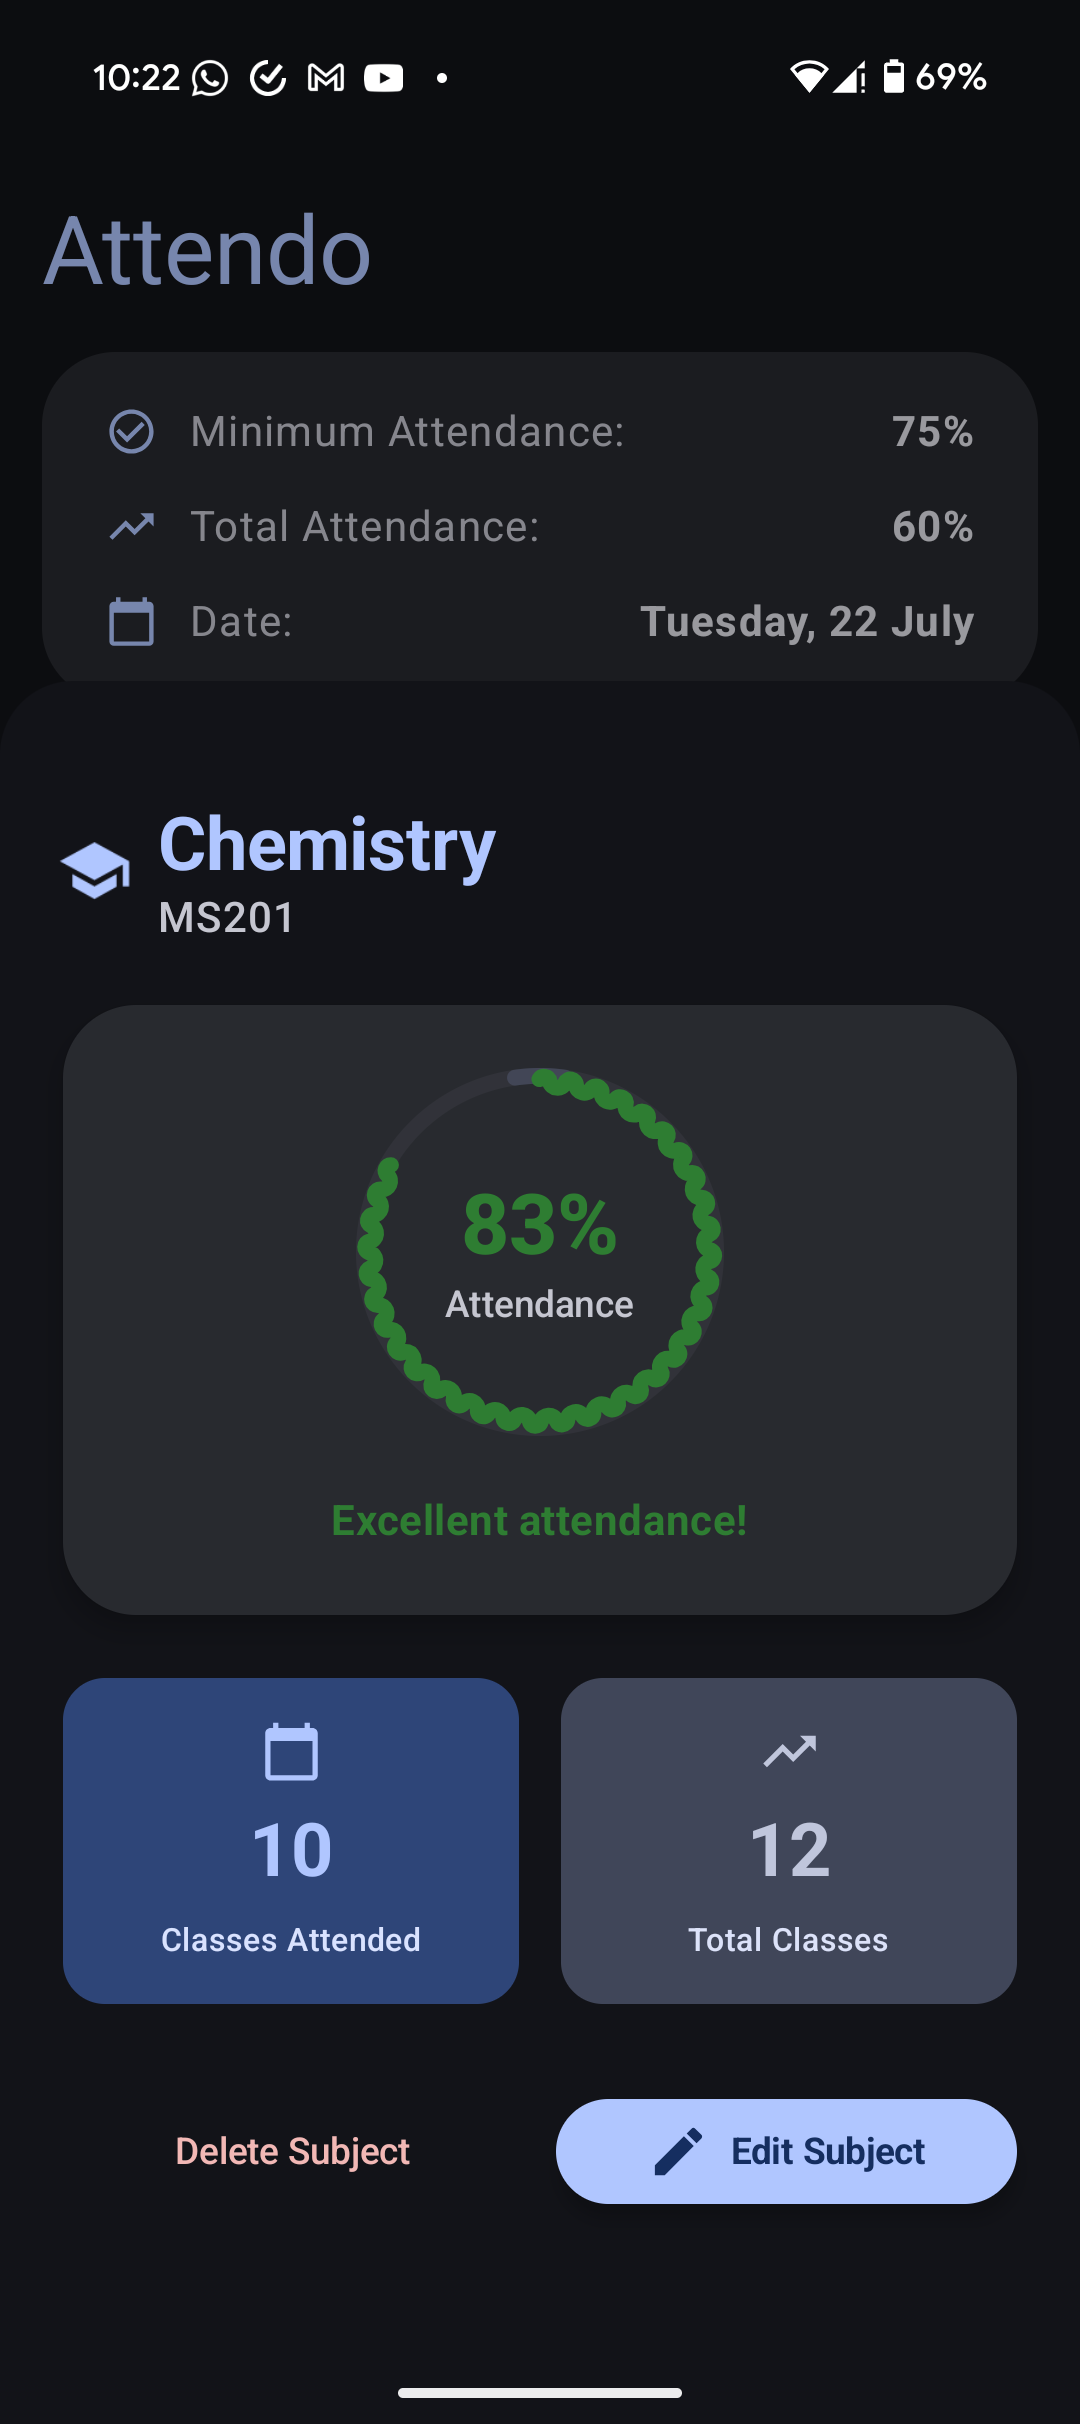 10:22 69%
Attendo
Minimum Attendance: 75%
Total Attendance: 60%
Date: Tuesday, 22 July
Chemistry
MS201
83%
Attendance
Excellent attendance!
10 12
Classes Attended Total Classes
Delete Subject Edit Subject